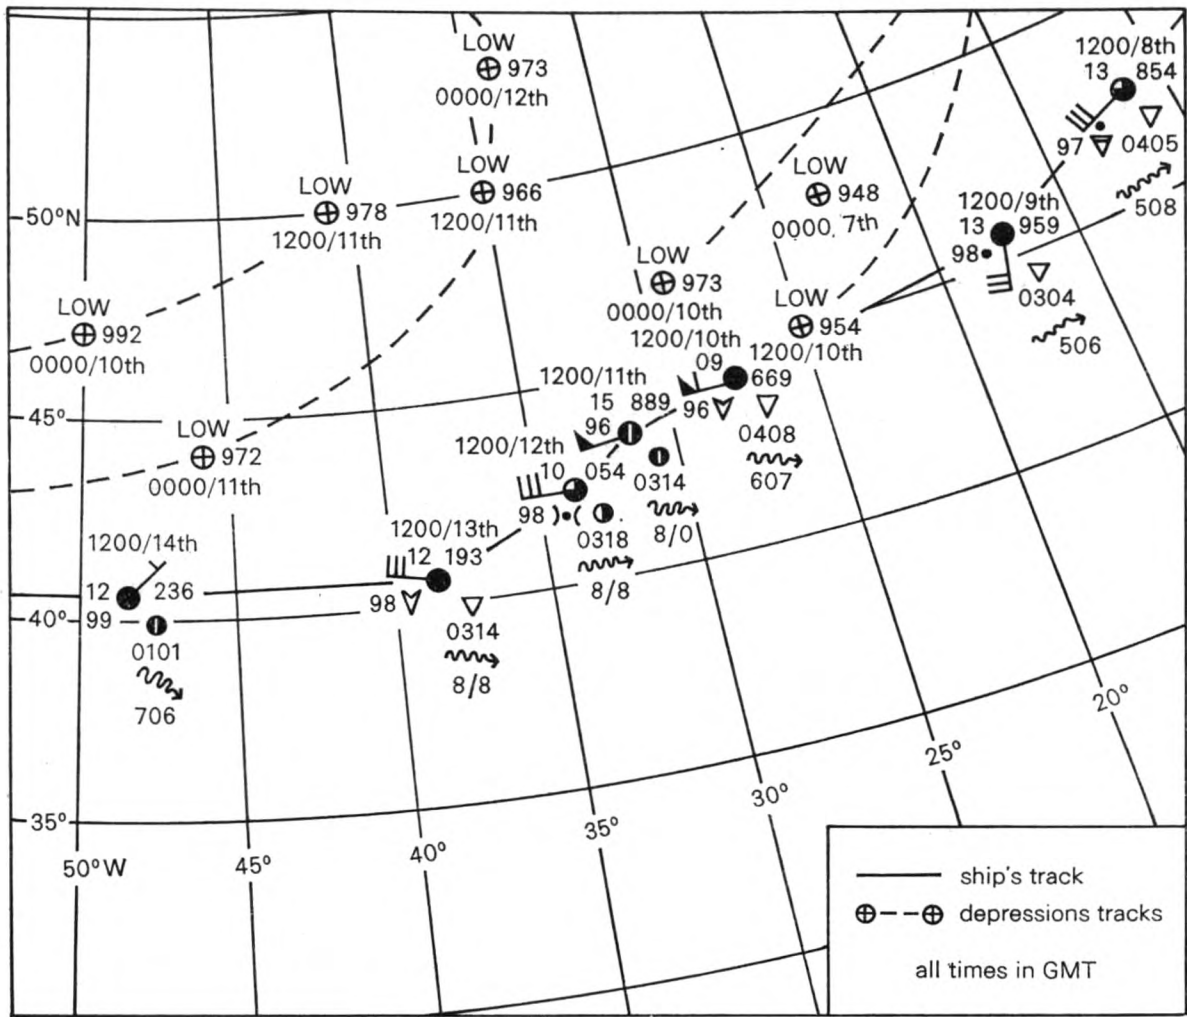 LOW
973
0000/12th
1200/8th
13 854
97 0405
508
LOW
978
1200/11th
LOW
966
1200/11th
LOW
948
0000 7th
1200/9th
13 959
98
0304
506
50°N
LOW
992
0000/10th
LOW
973
0000/10th
LOW
954
1200/10th
1200/10th
09
669
96
0408
607
1200/11th
15 889
96
0314
8/0
45°
LOW
972
0000/11th
1200/12th
10 054
98
0318
8/8
1200/13th
12 193
98
0314
8/8
1200/14th
12 236
99
0101
706
40°
35°
50°W
45°
40°
35°
30°
25°
20°
ship's track
depressions tracks
all times in GMT